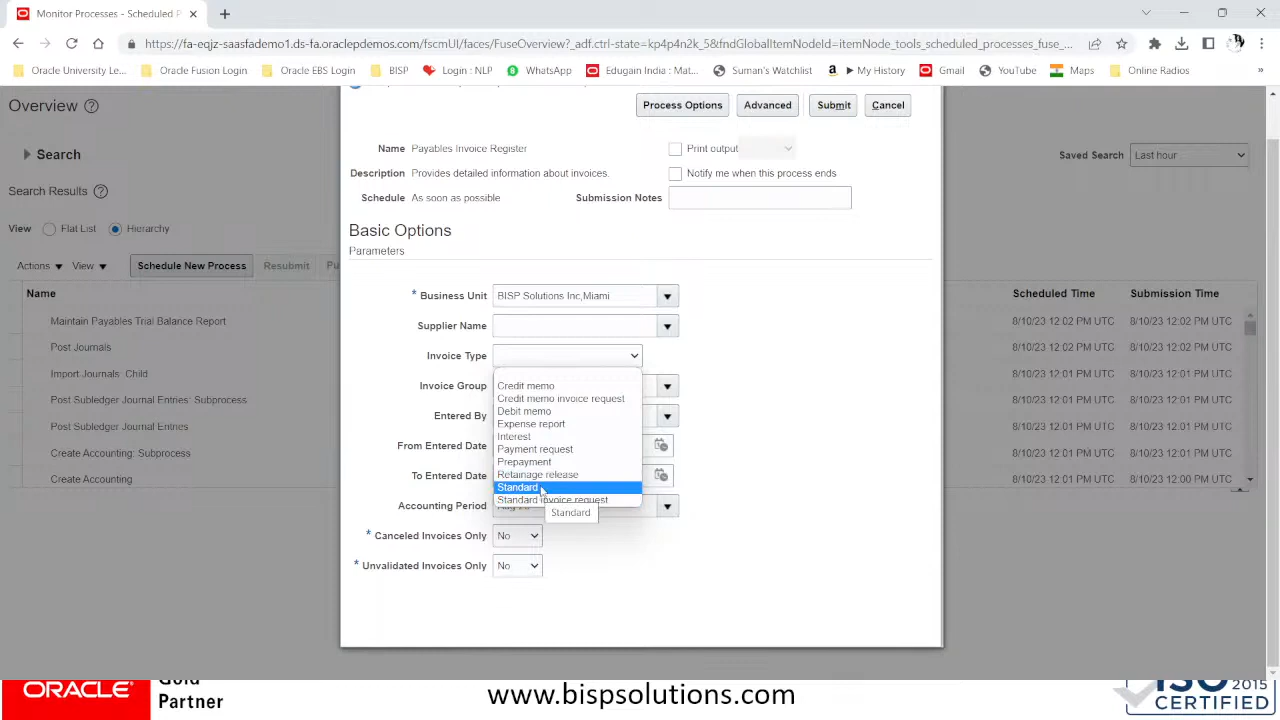 Monitor Processes - Scheduled P
https://fa-eqjz-saasfademo1.ds-fa.oraclepdemos.com/fscmUI/faces/FuseOverview?_adf.ctrl-state=kp4p4n2k_58&fndGlobalItemNodeId=itemNode_tools_scheduled_processes_fuse_...
Oracle University Le... Oracle Fusion Login Oracle EBS Login BISP Login : NLP WhatsApp Edugain India : Mat... Suman's Watchlist ▶ My History Gmail YouTube Maps Online Radios »
Overview
Process Options Advanced Submit Cancel
Name Payables Invoice Register Print output
Search
Saved Search Last hour
Description Provides detailed information about invoices. Notify me when this process ends
Search Results
Schedule As soon as possible Submission Notes
View Flat List Hierarchy
Basic Options
Parameters
Actions View Schedule New Process Resubmit Pu
Name Scheduled Time Submission Time
* Business Unit BISP Solutions Inc,Miami
Maintain Payables Trial Balance Report 8/10/23 12:02 PM UTC 8/10/23 12:02 PM UTC
Supplier Name
Post Journals 8/10/23 12:02 PM UTC 8/10/23 12:02 PM UTC
Invoice Type
Import Journals: Child 8/10/23 12:01 PM UTC 8/10/23 12:01 PM UTC
Invoice Group
Credit memo
Credit memo invoice request
Post Subledger Journal Entries: Subprocess 8/10/23 12:01 PM UTC 8/10/23 12:01 PM UTC
Debit memo
Entered By
Expense report
Post Subledger Journal Entries 8/10/23 12:01 PM UTC 8/10/23 12:01 PM UTC
Interest
From Entered Date
Payment request
Create Accounting: Subprocess 8/10/23 12:01 PM UTC 8/10/23 12:01 PM UTC
Prepayment
To Entered Date
Retainage release
Create Accounting 8/10/23 12:01 PM UTC 8/10/23 12:00 PM UTC
Standard
Standard invoice request
Accounting Period
Standard
* Canceled Invoices Only No
* Unvalidated Invoices Only No
ORACLE
Partner
www.bispsolutions.com
2015
CERTIFIED